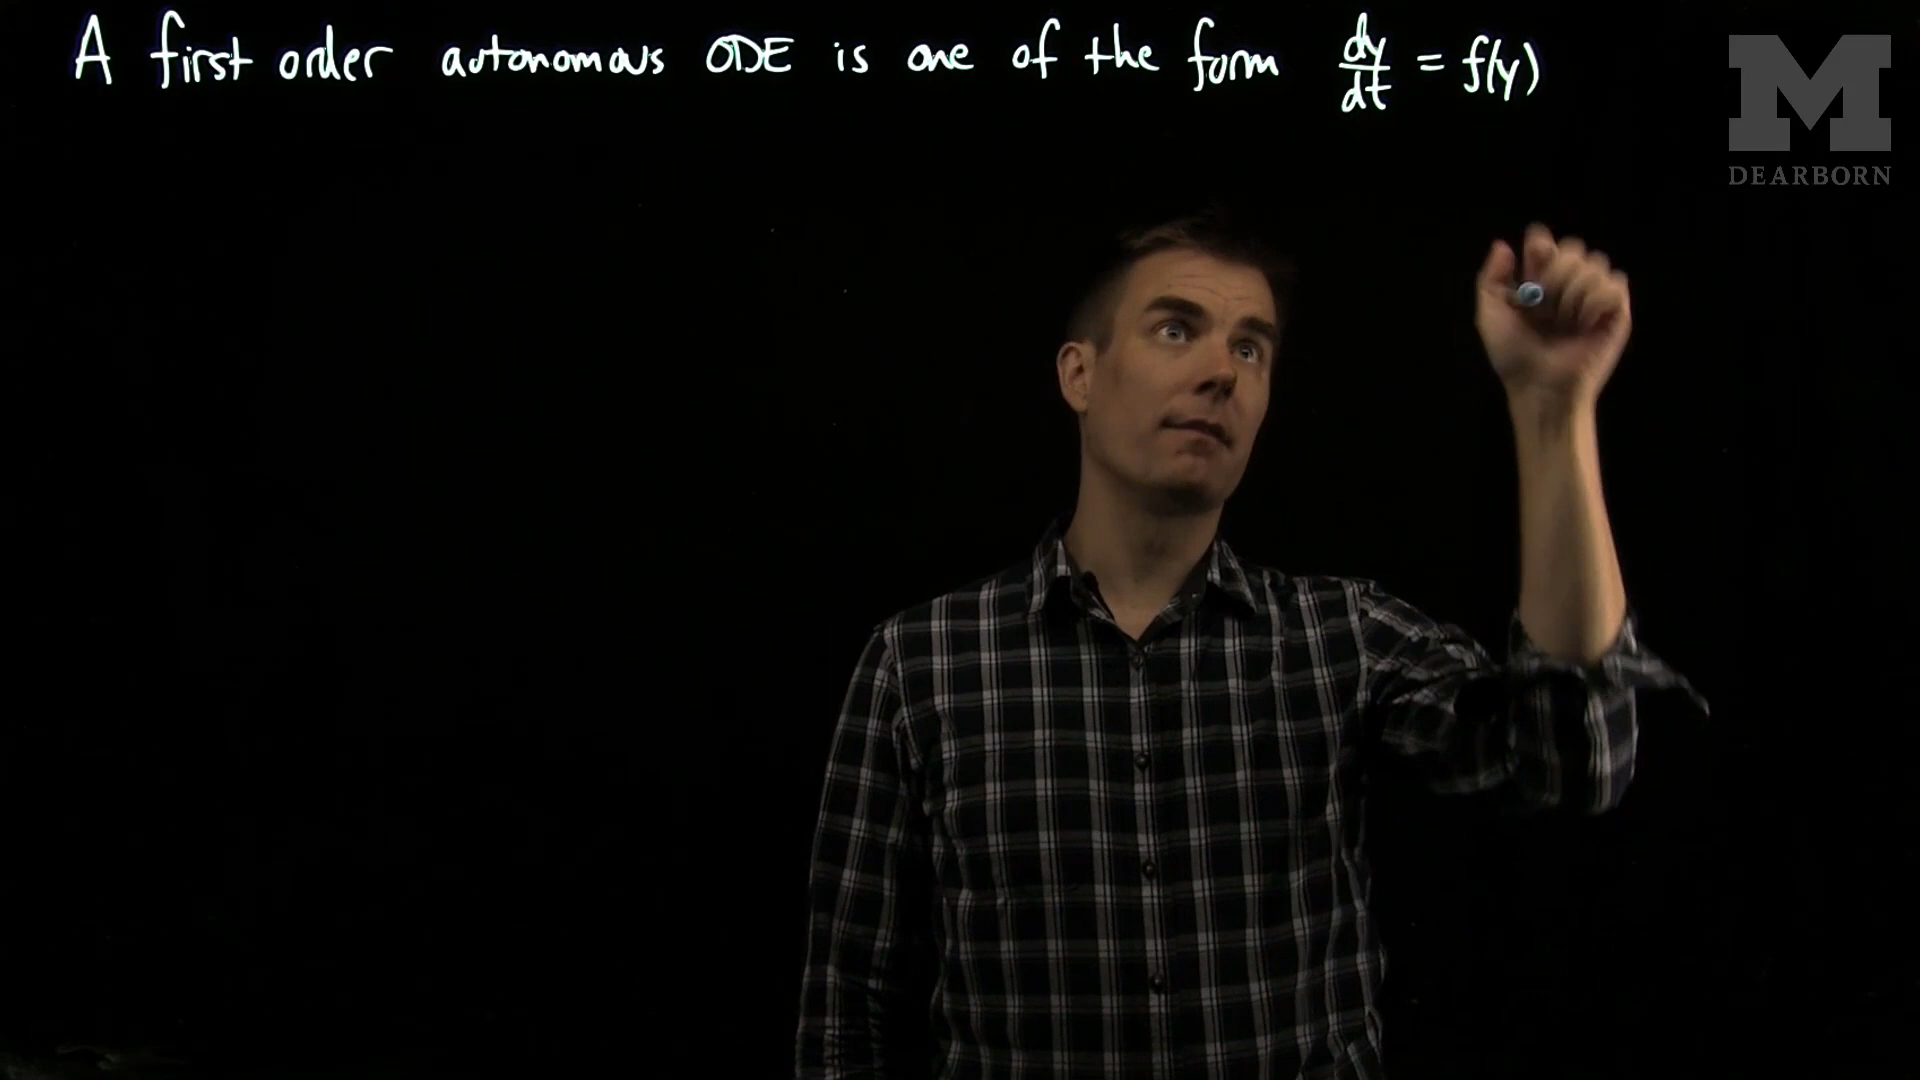 A first order autonomous ODE is one of the form dy/dt = f(y)
M
DEARBORN